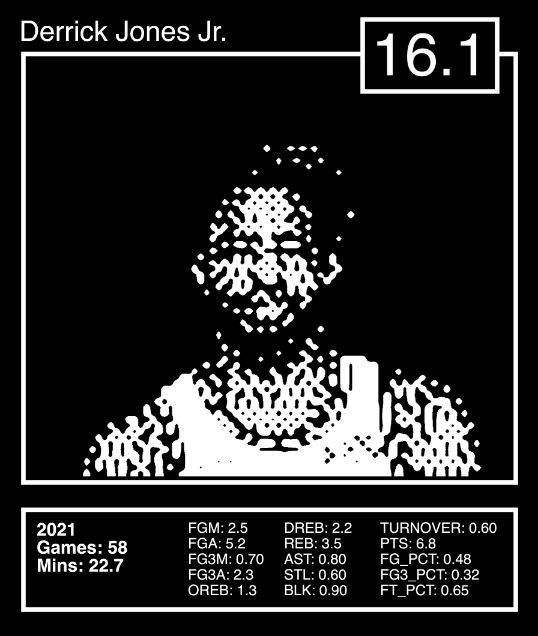 Derrick Jones Jr.
16.1
2021
Games: 58
Mins: 22.7
FGM: 2.5
FGA: 5.2
FG3M: 0.70
FG3A: 2.3
OREB: 1.3
DREB: 2.2
REB: 3.5
AST: 0.80
STL: 0.60
BLK: 0.90
TURNOVER: 0.60
PTS: 6.8
FG_PCT: 0.48
FG3_PCT: 0.32
FT_PCT: 0.65